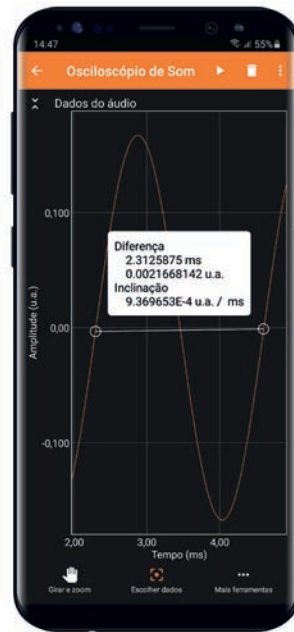 14:47
55%
Osciloscópio de Som
Dados do áudio
0,100
Diferença
2.3125875 ms
0.0021668142 u.a.
Inclinação
9.369653E-4 u.a. / ms
0,00
-0,100
Amplitude (u.a.)
2,00
3,00
4,00
Tempo (ms)
Girar e zoom
Escolher dados
Mais ferramentas